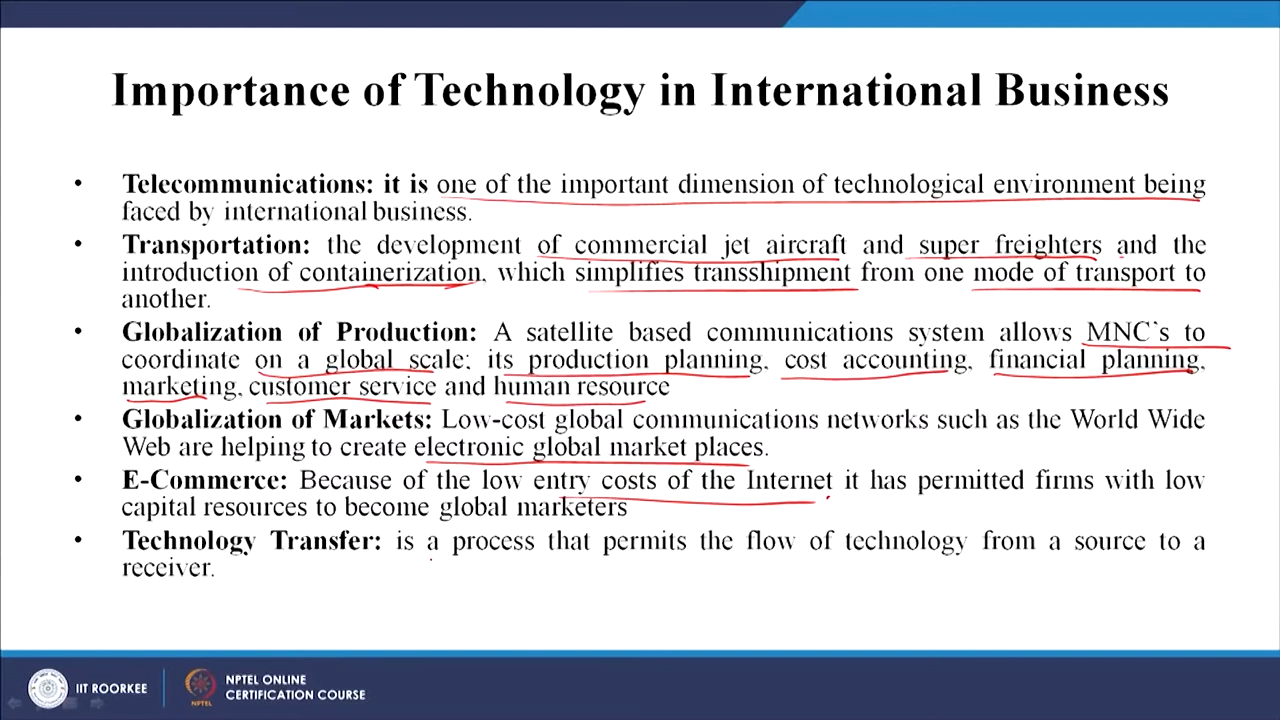 Importance of Technology in International Business
• Telecommunications: it is one of the important dimension of technological environment being
faced by international business.
• Transportation: the development of commercial jet aircraft and super freighters and the
introduction of containerization, which simplifies transshipment from one mode of transport to
another.
• Globalization of Production: A satellite based communications system allows MNC`s to
coordinate on a global scale; its production planning, cost accounting, financial planning,
marketing, customer service and human resource
• Globalization of Markets: Low-cost global communications networks such as the World Wide
Web are helping to create electronic global market places.
• E-Commerce: Because of the low entry costs of the Internet it has permitted firms with low
capital resources to become global marketers
• Technology Transfer: is a process that permits the flow of technology from a source to a
receiver.
IIT ROORKEE
NPTEL
NPTEL ONLINE
CERTIFICATION COURSE